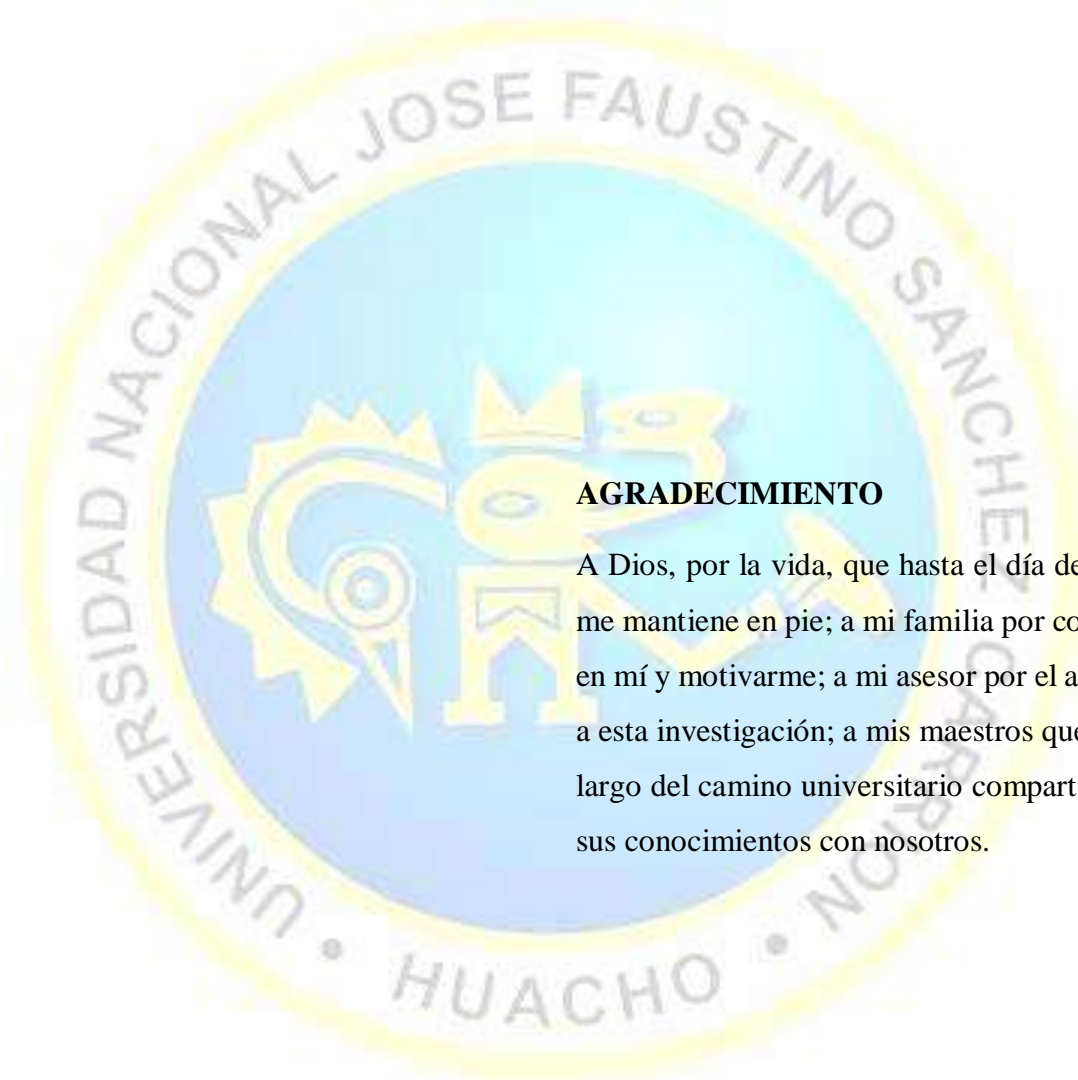 UNIVERSIDAD NACIONAL JOSE FAUSTINO SANCHEZ CARRION
• HUACHO •
AGRADECIMIENTO
A Dios, por la vida, que hasta el día de
me mantiene en pie; a mi familia por
en mí y motivarme; a mi asesor por el
a esta investigación; a mis maestros
largo del camino universitario
sus conocimientos con nosotros.